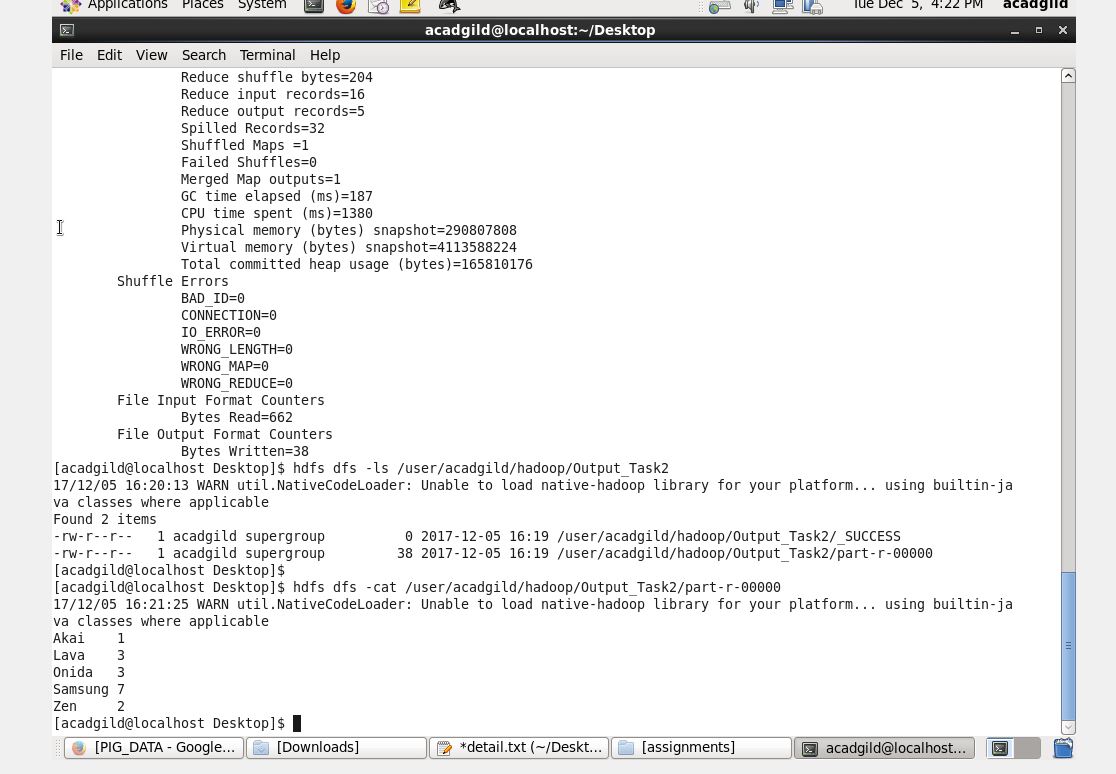 Applications Places System Tue Dec 5, 4:22 PM acadgild
acadgild@localhost:~/Desktop
File Edit View Search Terminal Help
Reduce shuffle bytes=204
Reduce input records=16
Reduce output records=5
Spilled Records=32
Shuffled Maps =1
Failed Shuffles=0
Merged Map outputs=1
GC time elapsed (ms)=187
CPU time spent (ms)=1380
Physical memory (bytes) snapshot=290807808
Virtual memory (bytes) snapshot=4113588224
Total committed heap usage (bytes)=165810176
Shuffle Errors
BAD_ID=0
CONNECTION=0
IO_ERROR=0
WRONG_LENGTH=0
WRONG_MAP=0
WRONG_REDUCE=0
File Input Format Counters
Bytes Read=662
File Output Format Counters
Bytes Written=38
[acadgild@localhost Desktop]$ hdfs dfs -ls /user/acadgild/hadoop/Output_Task2
17/12/05 16:20:13 WARN util.NativeCodeLoader: Unable to load native-hadoop library for your platform... using builtin-ja
va classes where applicable
Found 2 items
-rw-r--r--   1 acadgild supergroup          0 2017-12-05 16:19 /user/acadgild/hadoop/Output_Task2/_SUCCESS
-rw-r--r--   1 acadgild supergroup         38 2017-12-05 16:19 /user/acadgild/hadoop/Output_Task2/part-r-00000
[acadgild@localhost Desktop]$
[acadgild@localhost Desktop]$ hdfs dfs -cat /user/acadgild/hadoop/Output_Task2/part-r-00000
17/12/05 16:21:25 WARN util.NativeCodeLoader: Unable to load native-hadoop library for your platform... using builtin-ja
va classes where applicable
Akai    1
Lava    3
Onida   3
Samsung 7
Zen     2
[acadgild@localhost Desktop]$
[PIG_DATA - Google... [Downloads] *detail.txt (~/Deskt... [assignments] acadgild@localhost...